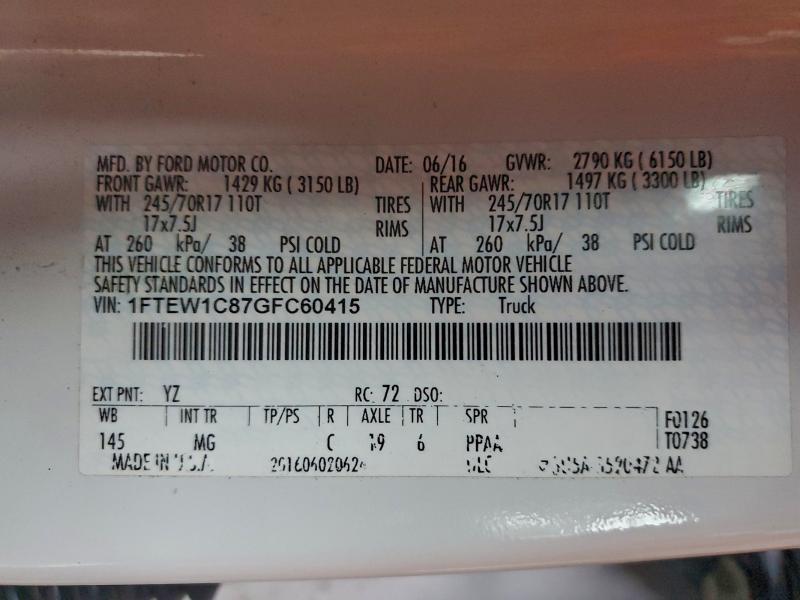 MFD. BY FORD MOTOR CO. DATE: 06/16 GVWR: 2790 KG ( 6150 LB)
FRONT GAWR: 1429 KG ( 3150 LB) REAR GAWR: 1497 KG ( 3300 LB)
WITH 245/70R17 110T TIRES WITH 245/70R17 110T TIRES
17x7.5J RIMS 17x7.5J RIMS
AT 260 kPa/ 38 PSI COLD AT 260 kPa/ 38 PSI COLD
THIS VEHICLE CONFORMS TO ALL APPLICABLE FEDERAL MOTOR VEHICLE
SAFETY STANDARDS IN EFFECT ON THE DATE OF MANUFACTURE SHOWN ABOVE.
VIN: 1FTEW1C87GFC60415 TYPE: Truck
EXT PNT: YZ RC: 72 DSO:
WB INT TR TP/PS R AXLE TR SPR F0126
145 MG C 19 6 PPAA T0738
MADE IN U.S.A.